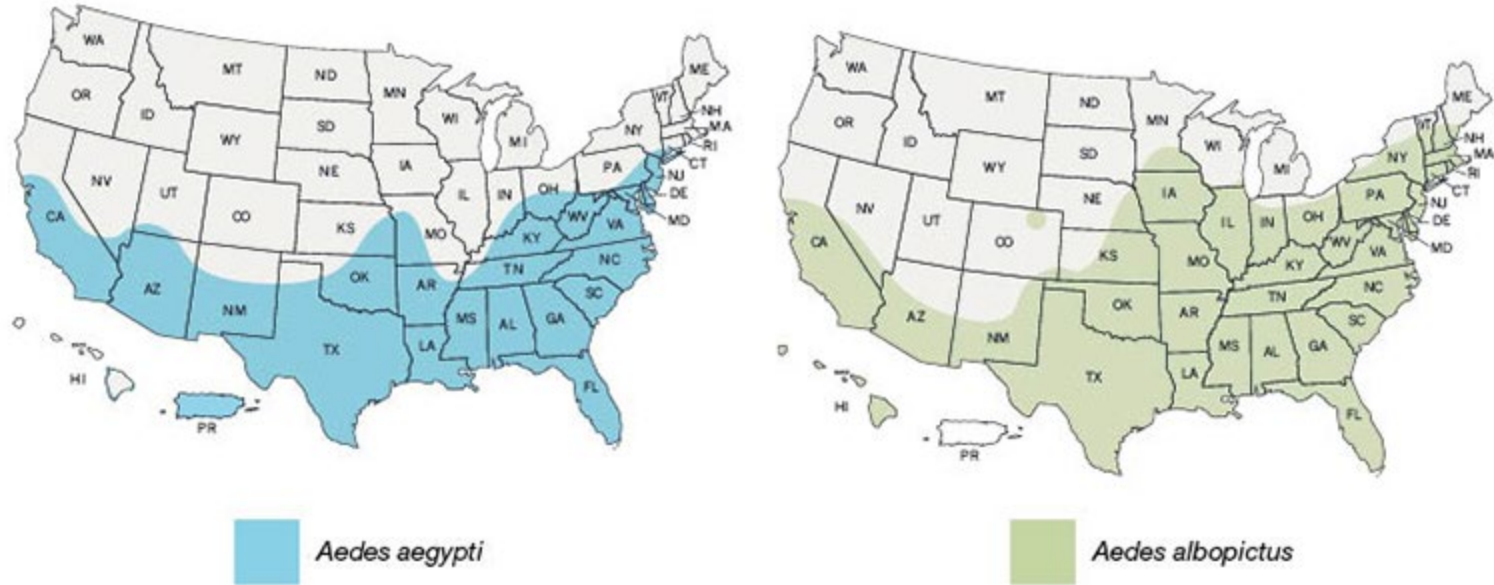 WA
MT
ND
MN
ME
OR
ID
SD
WI
VT
NH
MA
RI
CT
NY
MI
WY
IA
NE
PA
NJ
DE
MD
NV
UT
CO
IL
IN
OH
WV
VA
CA
KS
MO
KY
NC
TN
AZ
NM
OK
AR
SC
MS
AL
GA
TX
LA
FL
HI
PR
Aedes aegypti
WA
MT
ND
MN
ME
OR
ID
SD
WI
VT
NH
MA
RI
CT
NY
MI
WY
IA
NE
PA
NJ
DE
MD
NV
UT
CO
IL
IN
OH
WV
VA
CA
KS
MO
KY
NC
TN
AZ
NM
OK
AR
SC
MS
AL
GA
TX
LA
FL
HI
PR
Aedes albopictus